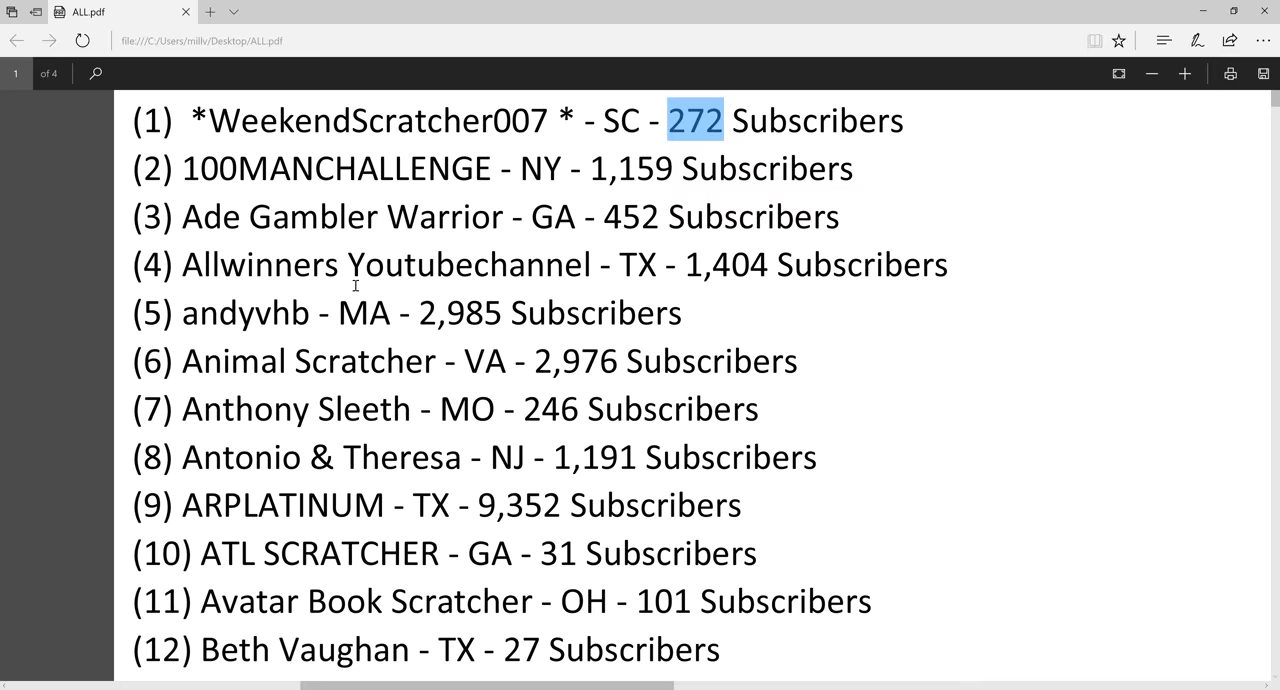 ALL.pdf
file:///C:/Users/millv/Desktop/ALL.pdf
1 of 4
(1) *WeekendScratcher007 * - SC - 272 Subscribers
(2) 100MANCHALLENGE - NY - 1,159 Subscribers
(3) Ade Gambler Warrior - GA - 452 Subscribers
(4) Allwinners Youtubechannel - TX - 1,404 Subscribers
(5) andyvhb - MA - 2,985 Subscribers
(6) Animal Scratcher - VA - 2,976 Subscribers
(7) Anthony Sleeth - MO - 246 Subscribers
(8) Antonio & Theresa - NJ - 1,191 Subscribers
(9) ARPLATINUM - TX - 9,352 Subscribers
(10) ATL SCRATCHER - GA - 31 Subscribers
(11) Avatar Book Scratcher - OH - 101 Subscribers
(12) Beth Vaughan - TX - 27 Subscribers